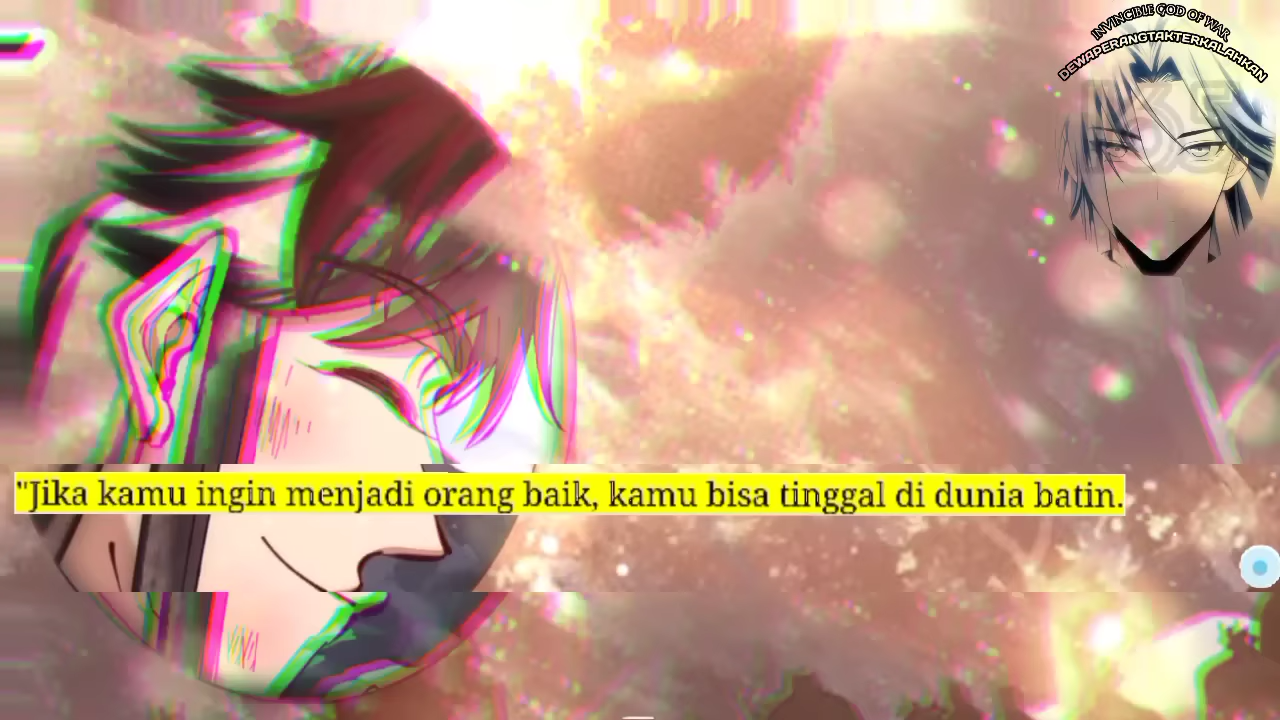 INVINCIBLE GOD OF WAR
DEWAPERANGTAKTERKALAHKAN
"Jika kamu ingin menjadi orang baik, kamu bisa tinggal di dunia batin.